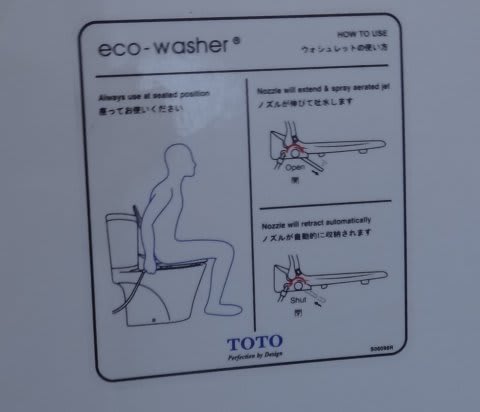 eco-washer®
HOW TO USE
ウォシュレットの使い方
Always use at seated position
座ってお使いください
Nozzle will extend & spray aerated jet
ノズルが伸びて吐水します
Open
開
Nozzle will retract automatically
ノズルが自動的に収納されます
Shut
閉
TOTO
Perfection by Design